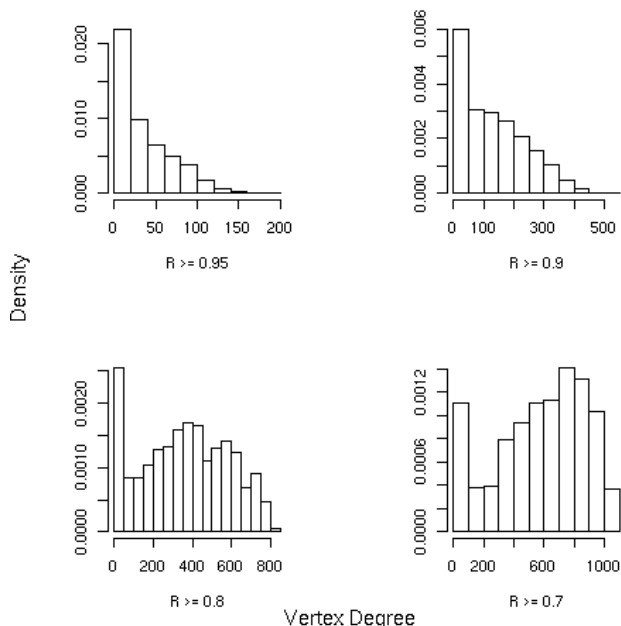 0.000 0.010 0.020
0 50 100 150 200
R >= 0.95
0.000 0.002 0.004 0.006
0 100 300 500
R >= 0.9
Density
0.0000 0.0010 0.0020
0 200 400 600 800
R >= 0.8
0.0000 0.0006 0.0012
0 200 600 1000
R >= 0.7
Vertex Degree